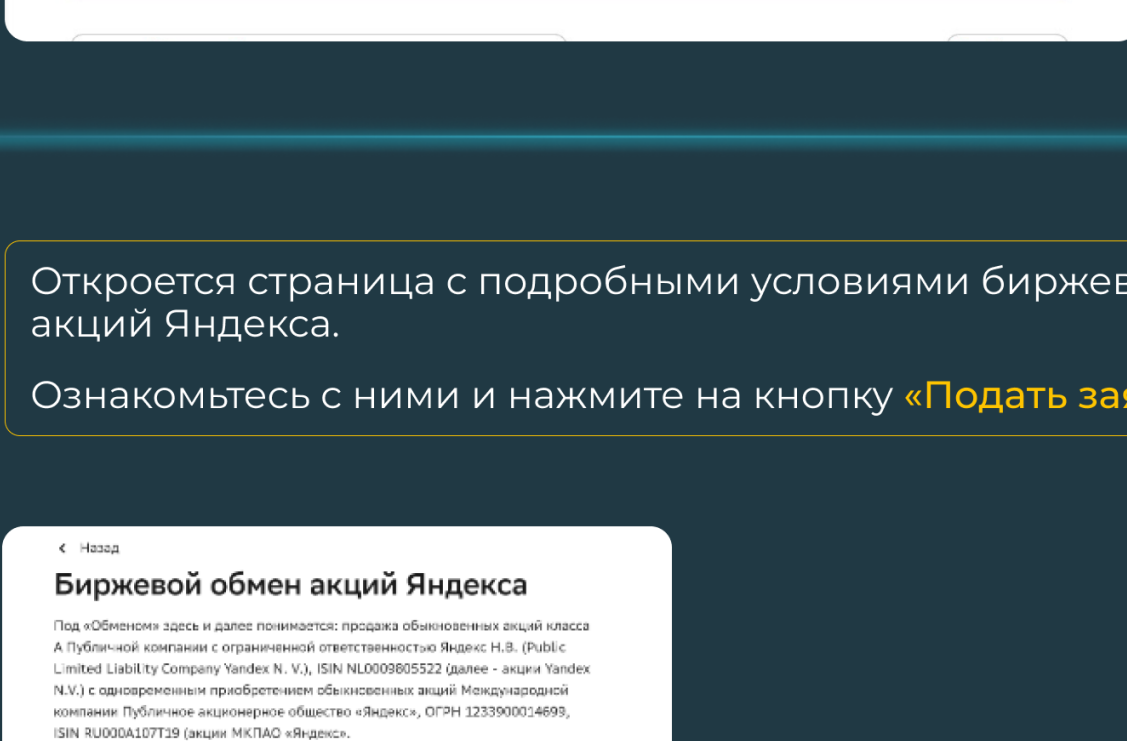 Откроется страница с подробными условиями биржев
акций Яндекса.
Ознакомьтесь с ними и нажмите на кнопку «Подать зая
Назад
Биржевой обмен акций Яндекса
Под «Обменом» здесь и далее понимается: продажа обыкновенных акций класса
А Публичной компании с ограниченной ответственностью Яндекс Н.В. (Public
Limited Liability Company Yandex N. V.), ISIN NL0009805522 (далее - акции Yandex
N.V.) с одновременным приобретением обыкновенных акций Международной
компании Публичное акционерное общество «Яндекс», ОГРН 1233900014699,
ISIN RU000A107T19 (акции МКПАО «Яндекс».